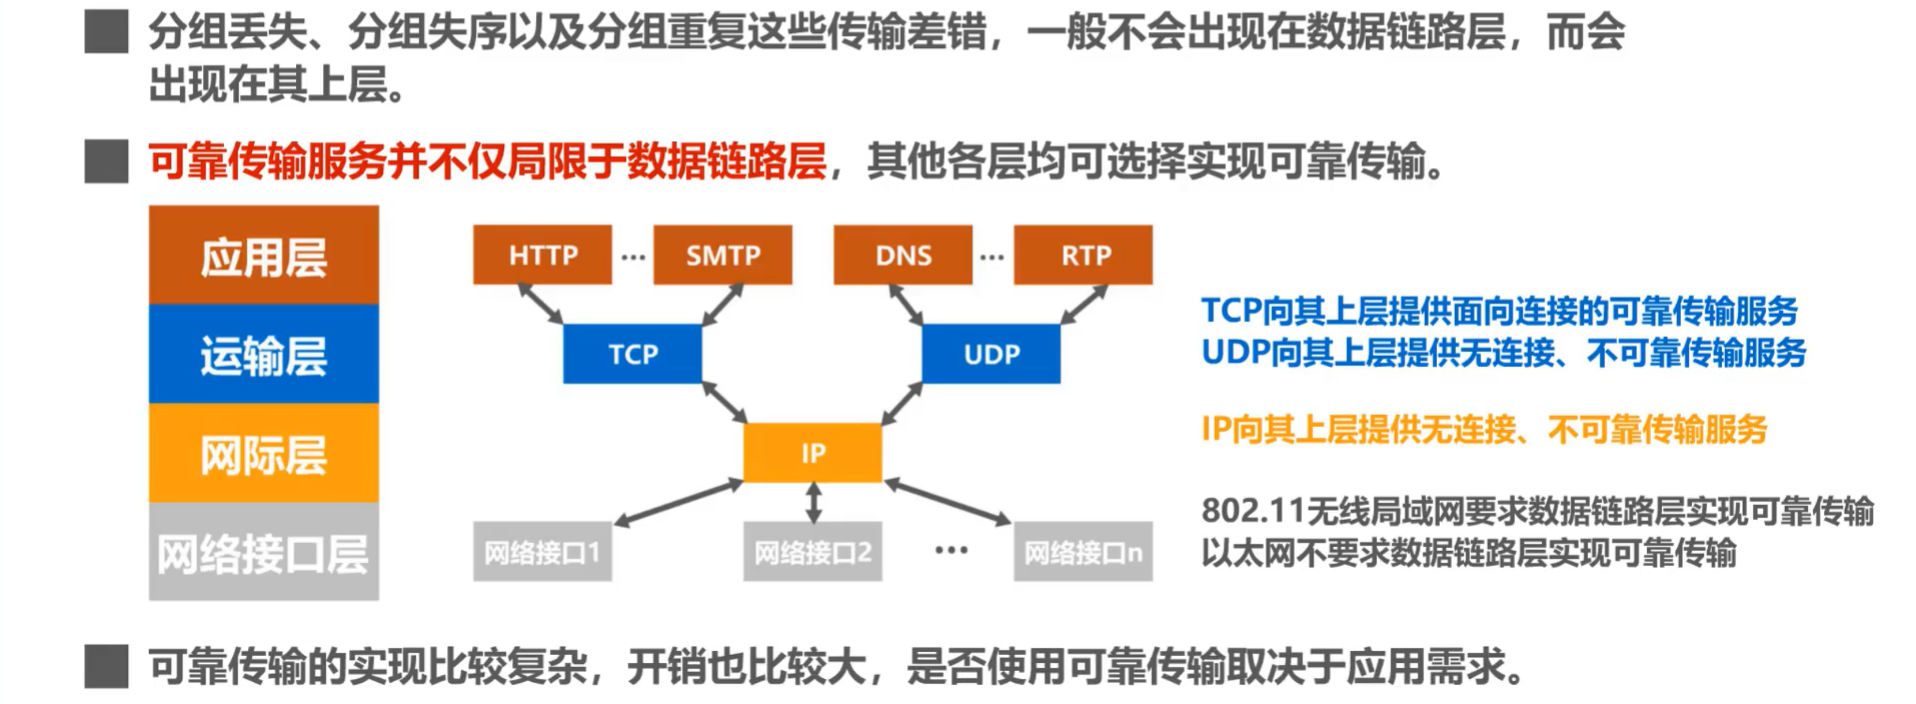 分组丢失、分组失序以及分组重复这些传输差错，一般不会出现在数据链路层，而会
出现在其上层。
可靠传输服务并不仅局限于数据链路层，其他各层均可选择实现可靠传输。
应用层
运输层
网际层
网络接口层
HTTP … SMTP DNS … RTP
TCP UDP
IP
网络接口1 网络接口2 … 网络接口n
TCP向其上层提供面向连接的可靠传输服务
UDP向其上层提供无连接、不可靠传输服务
IP向其上层提供无连接、不可靠传输服务
802.11无线局域网要求数据链路层实现可靠传输
以太网不要求数据链路层实现可靠传输
可靠传输的实现比较复杂，开销也比较大，是否使用可靠传输取决于应用需求。